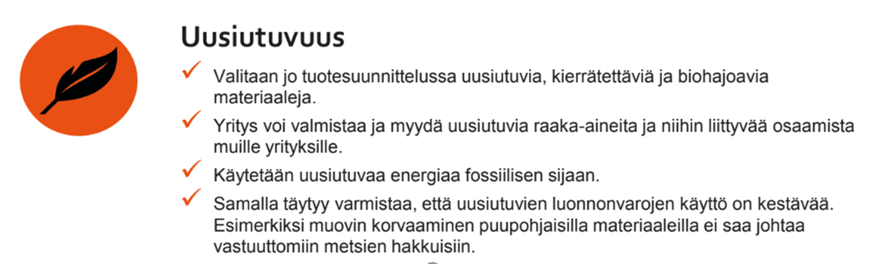 Uusiutuvuus
Valitaan jo tuotesuunnittelussa uusiutuvia, kierrätettäviä ja biohajoavia
materiaaleja.
Yritys voi valmistaa ja myydä uusiutuvia raaka-aineita ja niihin liittyvää osaamista
muille yrityksille.
Käytetään uusiutuvaa energiaa fossiilisen sijaan.
Samalla täytyy varmistaa, että uusiutuvien luonnonvarojen käyttö on kestävää.
Esimerkiksi muovin korvaaminen puupohjaisilla materiaaleilla ei saa johtaa
vastuuttomiin metsien hakkuisiin.